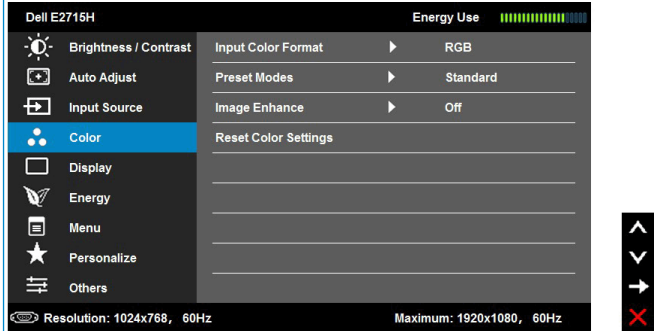 Dell E2715H Energy Use
Brightness / Contrast Input Color Format RGB
Auto Adjust Preset Modes Standard
Input Source Image Enhance Off
Color Reset Color Settings
Display
Energy
Menu
Personalize
Others
Resolution: 1024x768, 60Hz Maximum: 1920x1080, 60Hz